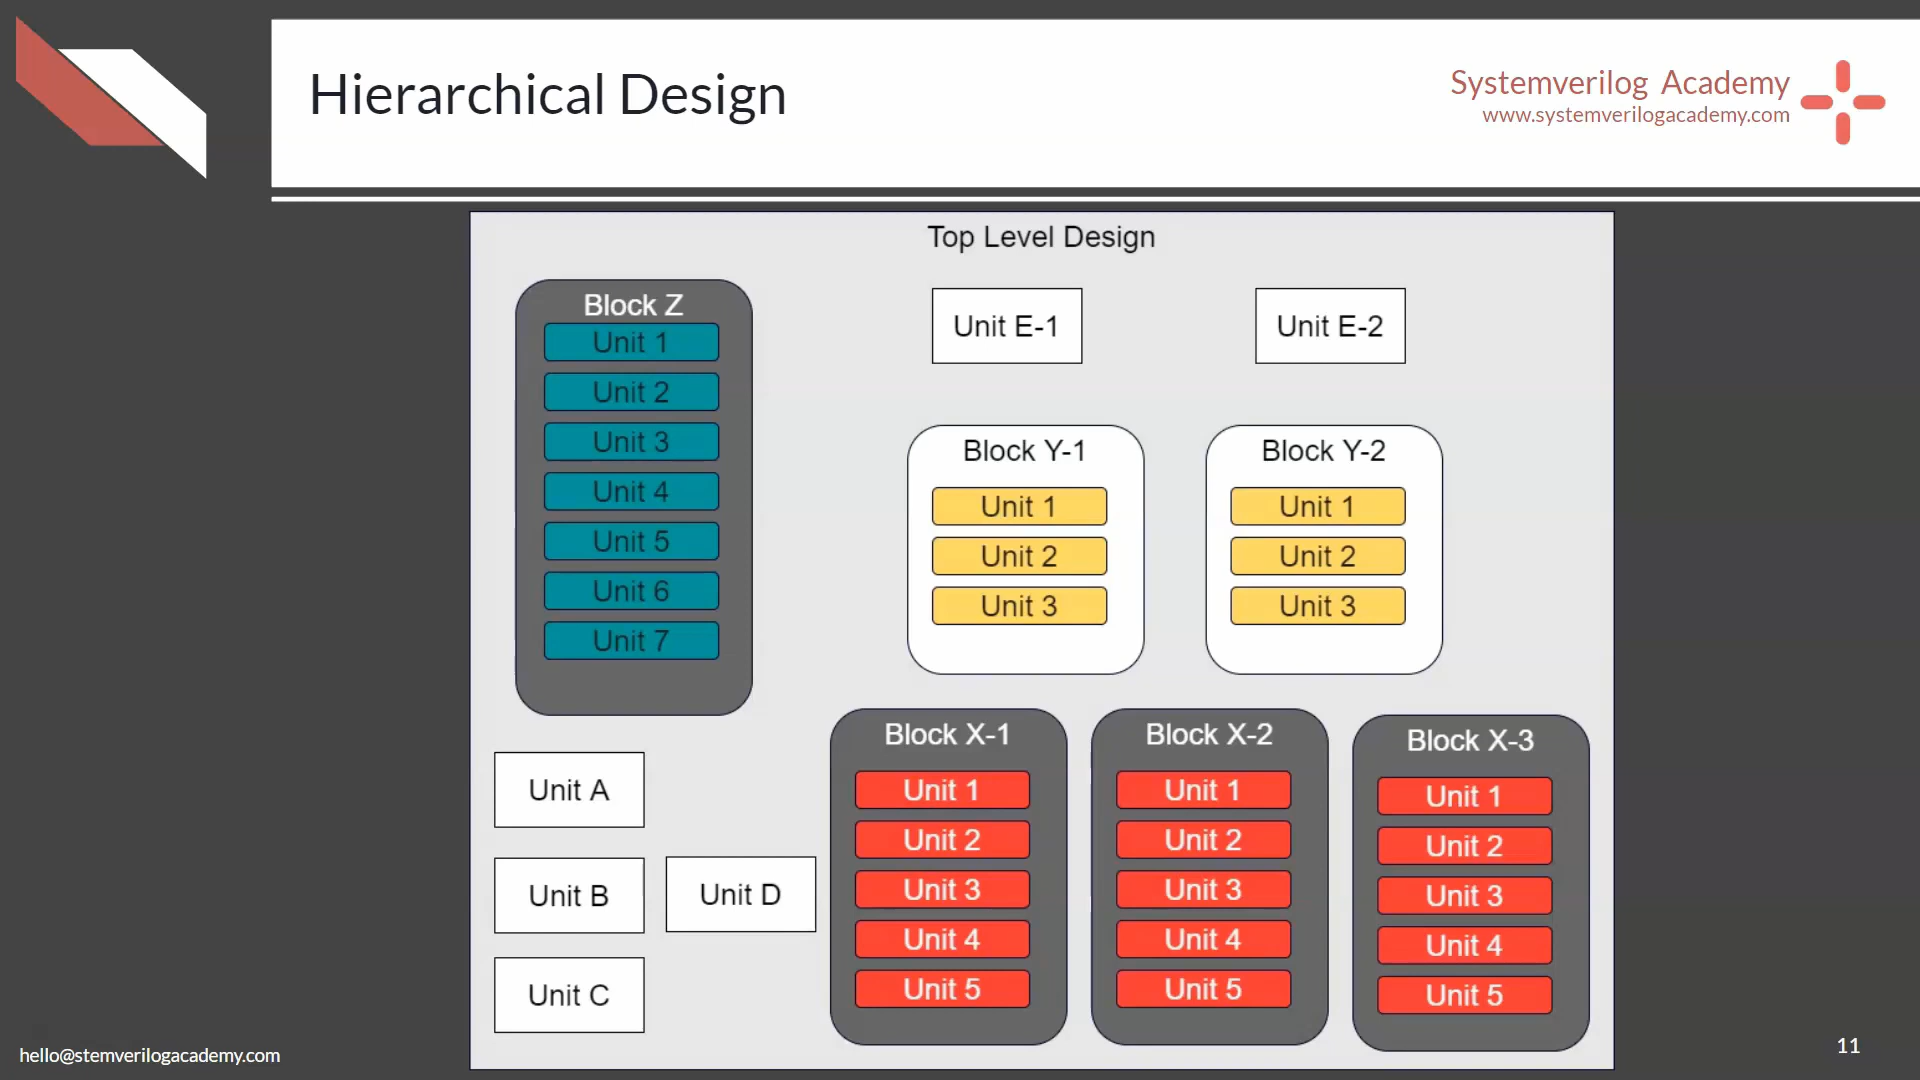 Hierarchical Design
Systemverilog Academy
www.systemverilogacademy.com
Top Level Design
Block Z
Unit 1
Unit 2
Unit 3
Unit 4
Unit 5
Unit 6
Unit 7
Unit E-1
Unit E-2
Block Y-1
Unit 1
Unit 2
Unit 3
Block Y-2
Unit 1
Unit 2
Unit 3
Unit A
Unit B
Unit D
Unit C
Block X-1
Unit 1
Unit 2
Unit 3
Unit 4
Unit 5
Block X-2
Unit 1
Unit 2
Unit 3
Unit 4
Unit 5
Block X-3
Unit 1
Unit 2
Unit 3
Unit 4
Unit 5
hello@stemverilogacademy.com
11